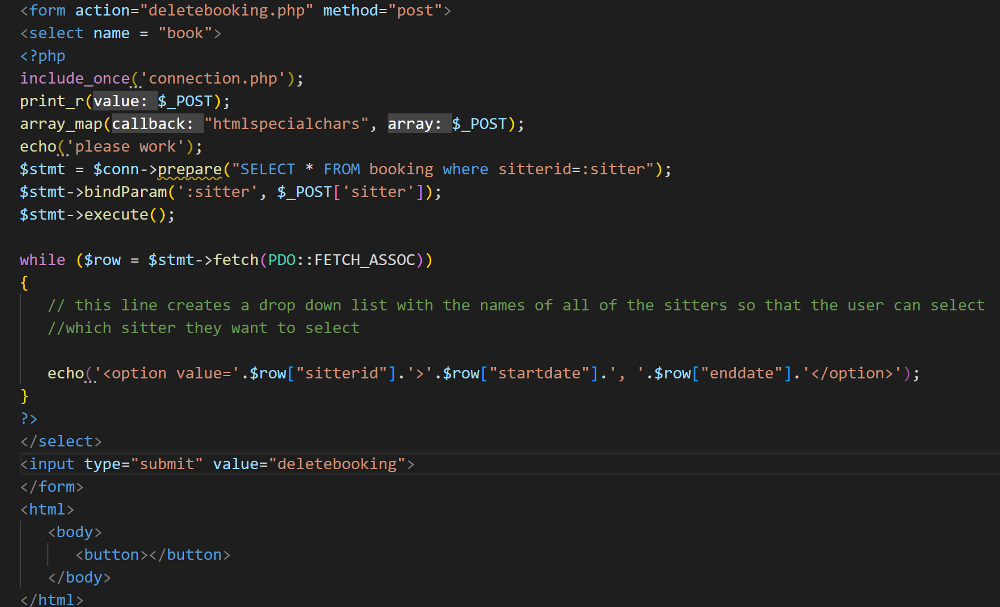 <form action="deletebooking.php" method="post">
<select name = "book">
<?php
include_once('connection.php');
print_r(value: $_POST);
array_map(callback: "htmlspecialchars", array: $_POST);
echo('please work');
$stmt = $conn->prepare("SELECT * FROM booking where sitterid=:sitter");
$stmt->bindParam(':sitter', $_POST['sitter']);
$stmt->execute();

while ($row = $stmt->fetch(PDO::FETCH_ASSOC))
{
   // this line creates a drop down list with the names of all of the sitters so that the user can select
   //which sitter they want to select

   echo('<option value='.$row["sitterid"].'>'.$row["startdate"].', '.$row["enddate"].'</option>');
}
?>
</select>
<input type="submit" value="deletebooking">
</form>
<html>
   <body>
      <button></button>
   </body>
</html>